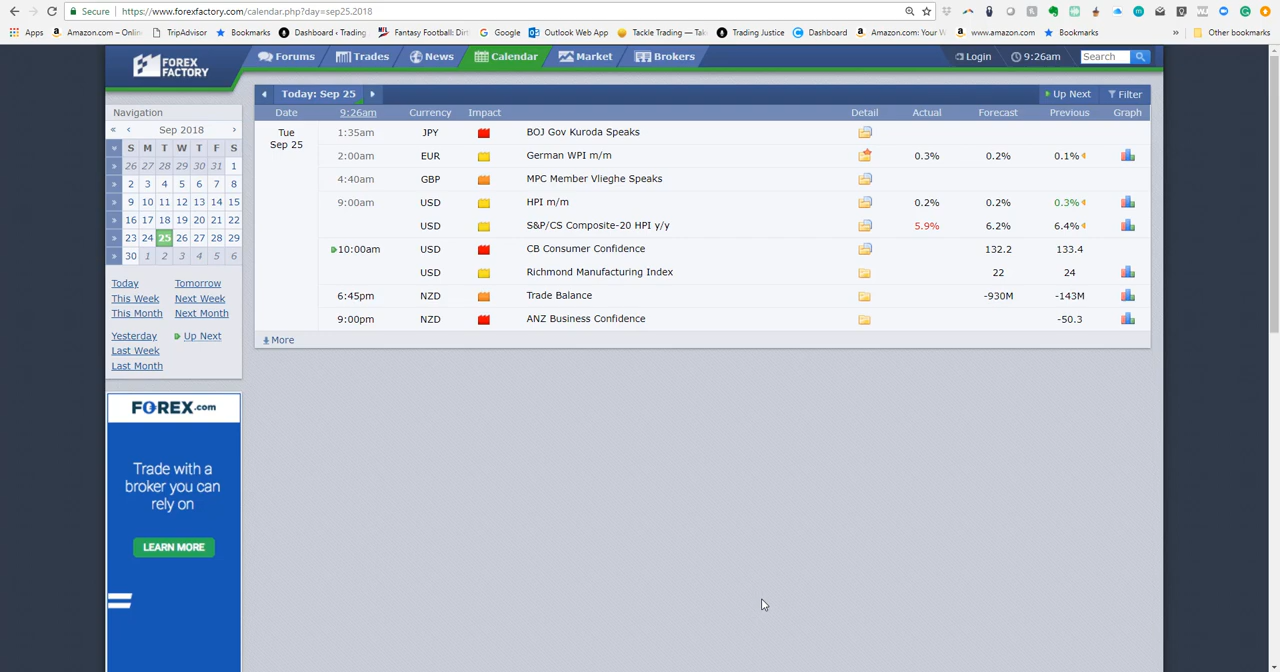 Secure https://www.forexfactory.com/calendar.php?day=sep25.2018
Apps Amazon.com – Onlin TripAdvisor Bookmarks Dashboard ‹ Trading Fantasy Football: Dirt Google Outlook Web App Tackle Trading — Tak Trading Justice Dashboard Amazon.com: Your W www.amazon.com Bookmarks » Other bookmarks
FOREX FACTORY Forums Trades News Calendar Market Brokers Login 9:26am Search
Today: Sep 25 Up Next Filter
Navigation
« ‹ Sep 2018 ›
S M T W T F S
26 27 28 29 30 31 1
2 3 4 5 6 7 8
9 10 11 12 13 14 15
16 17 18 19 20 21 22
23 24 25 26 27 28 29
30 1 2 3 4 5 6
Today Tomorrow
This Week Next Week
This Month Next Month
Yesterday Up Next
Last Week
Last Month
Date 9:26am Currency Impact Detail Actual Forecast Previous Graph
Tue Sep 25 1:35am JPY BOJ Gov Kuroda Speaks
2:00am EUR German WPI m/m 0.3% 0.2% 0.1%
4:40am GBP MPC Member Vlieghe Speaks
9:00am USD HPI m/m 0.2% 0.2% 0.3%
USD S&P/CS Composite-20 HPI y/y 5.9% 6.2% 6.4%
10:00am USD CB Consumer Confidence 132.2 133.4
USD Richmond Manufacturing Index 22 24
6:45pm NZD Trade Balance -930M -143M
9:00pm NZD ANZ Business Confidence -50.3
More
FOREX.com
Trade with a
broker you can
rely on
LEARN MORE